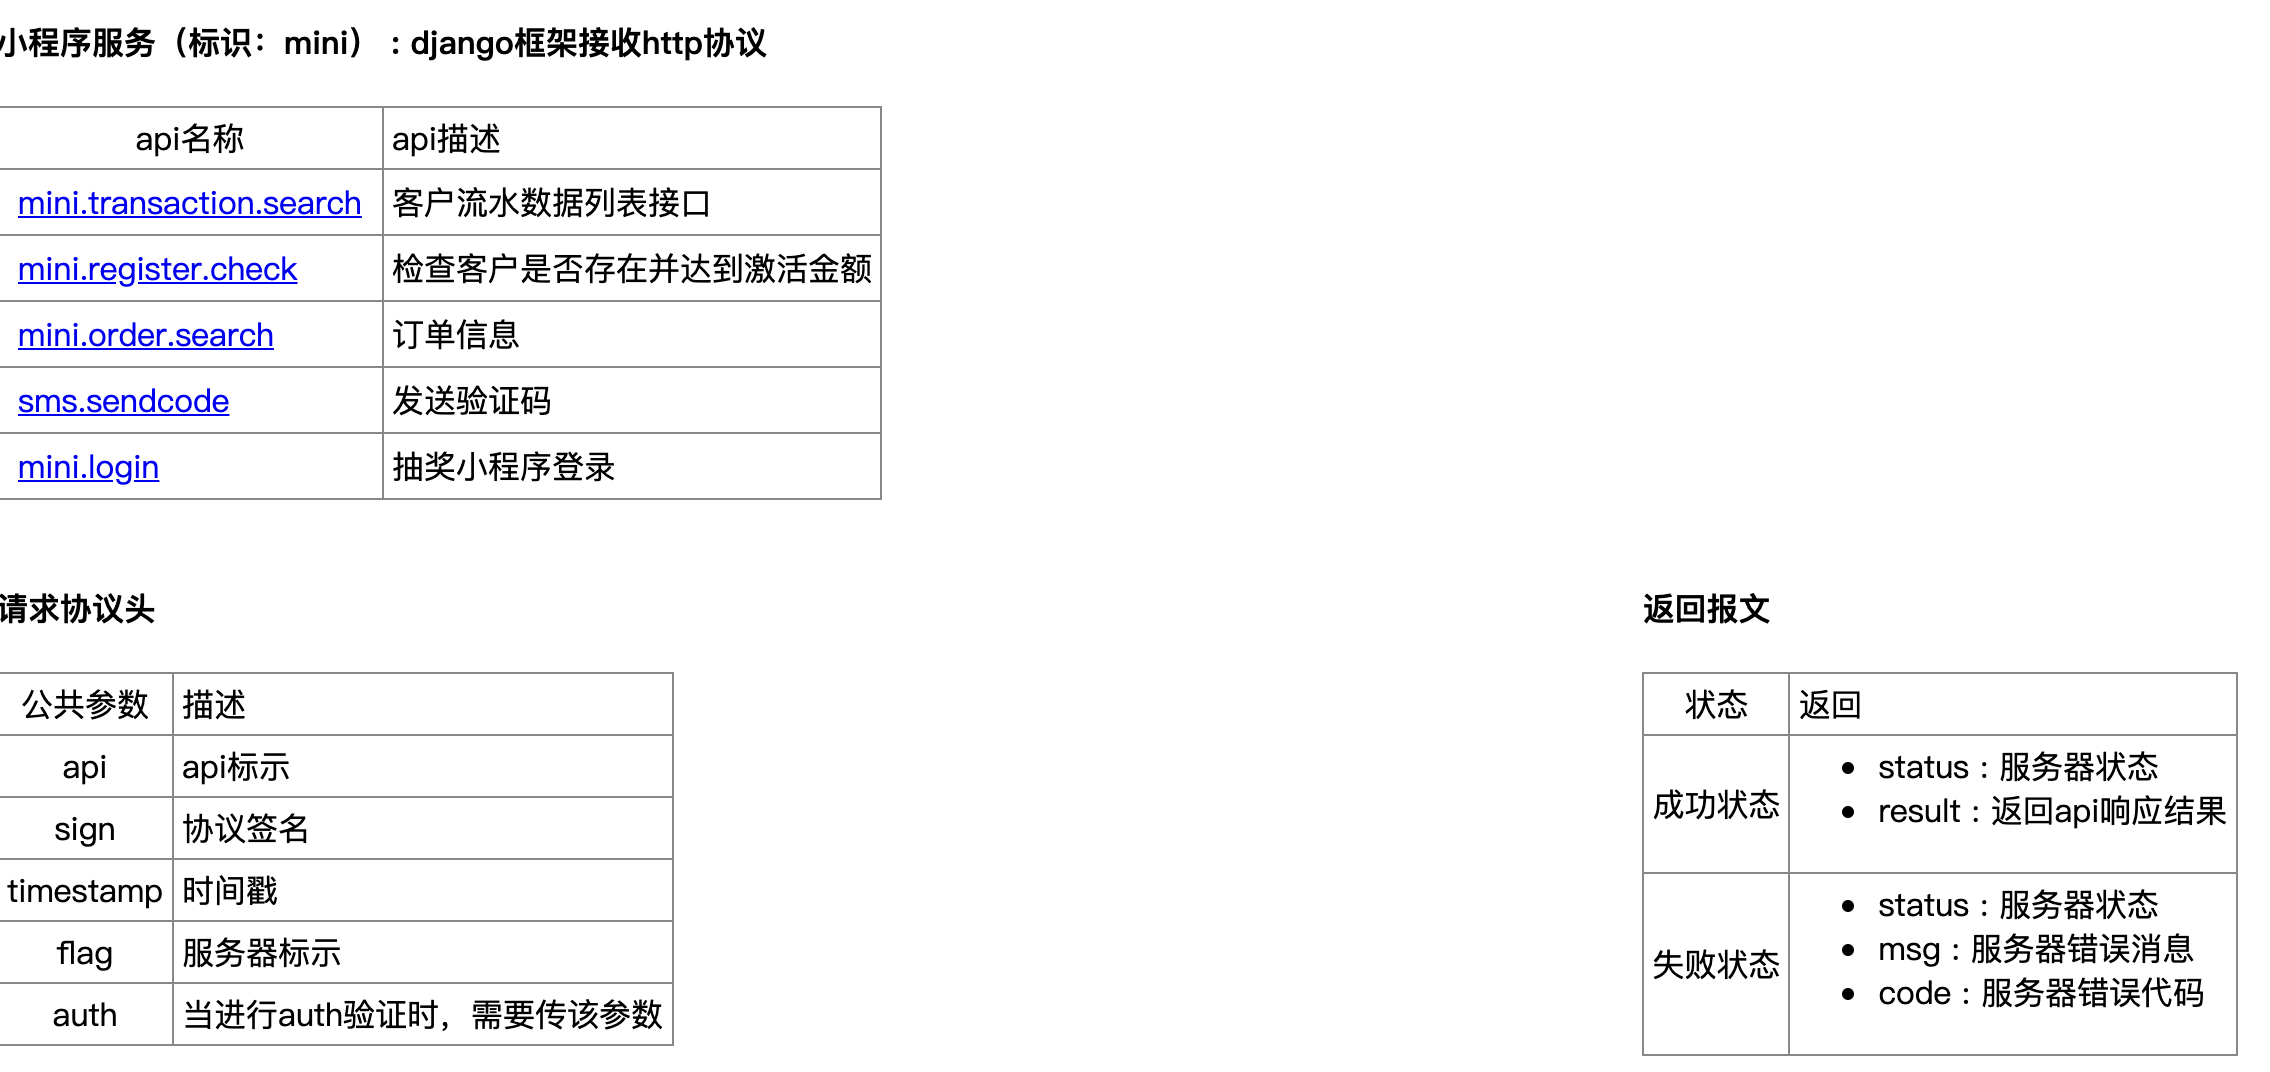 小程序服务（标识：mini） : django框架接收http协议
api名称 api描述
mini.transaction.search 客户流水数据列表接口
mini.register.check 检查客户是否存在并达到激活金额
mini.order.search 订单信息
sms.sendcode 发送验证码
mini.login 抽奖小程序登录
请求协议头
公共参数 描述
api api标示
sign 协议签名
timestamp 时间戳
flag 服务器标示
auth 当进行auth验证时，需要传该参数
返回报文
状态 返回
成功状态
• status : 服务器状态
• result : 返回api响应结果
失败状态
• status : 服务器状态
• msg : 服务器错误消息
• code : 服务器错误代码